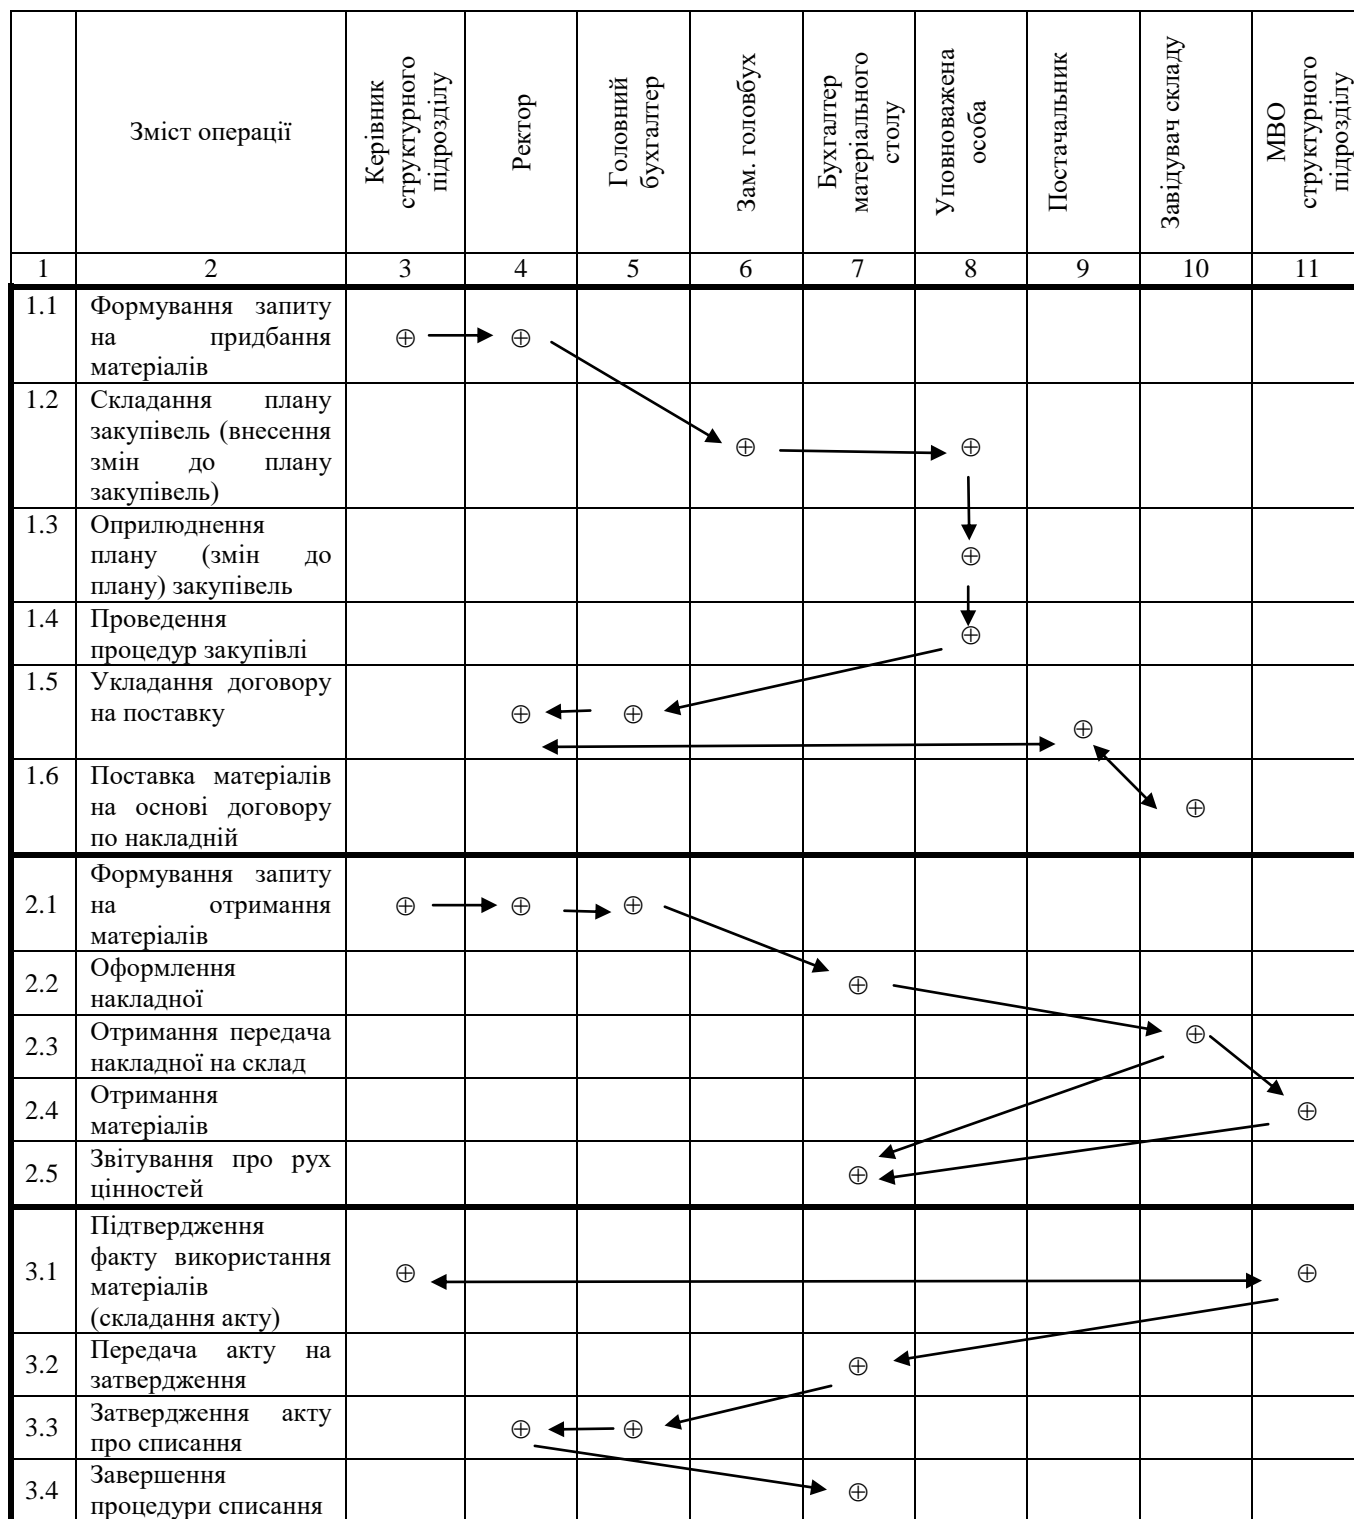 Зміст операції
Керівник
структурного
підрозділу
Ректор
Головний
бухгалтер
Зам. головбух
Бухгалтер
матеріального
столу
Уповноважена
особа
Постачальник
Завідувач складу
МВО
структурного
підрозділу
1 2 3 4 5 6 7 8 9 10 11
1.1 Формування запиту
на придбання
матеріалів
1.2 Складання плану
закупівель (внесення
змін до плану
закупівель)
1.3 Оприлюднення
плану (змін до
плану) закупівель
1.4 Проведення
процедур закупівлі
1.5 Укладання договору
на поставку
1.6 Поставка матеріалів
на основі договору
по накладній
2.1 Формування запиту
на отримання
матеріалів
2.2 Оформлення
накладної
2.3 Отримання передача
накладної на склад
2.4 Отримання
матеріалів
2.5 Звітування про рух
цінностей
3.1 Підтвердження
факту використання
матеріалів
(складання акту)
3.2 Передача акту на
затвердження
3.3 Затвердження акту
про списання
3.4 Завершення
процедури списання